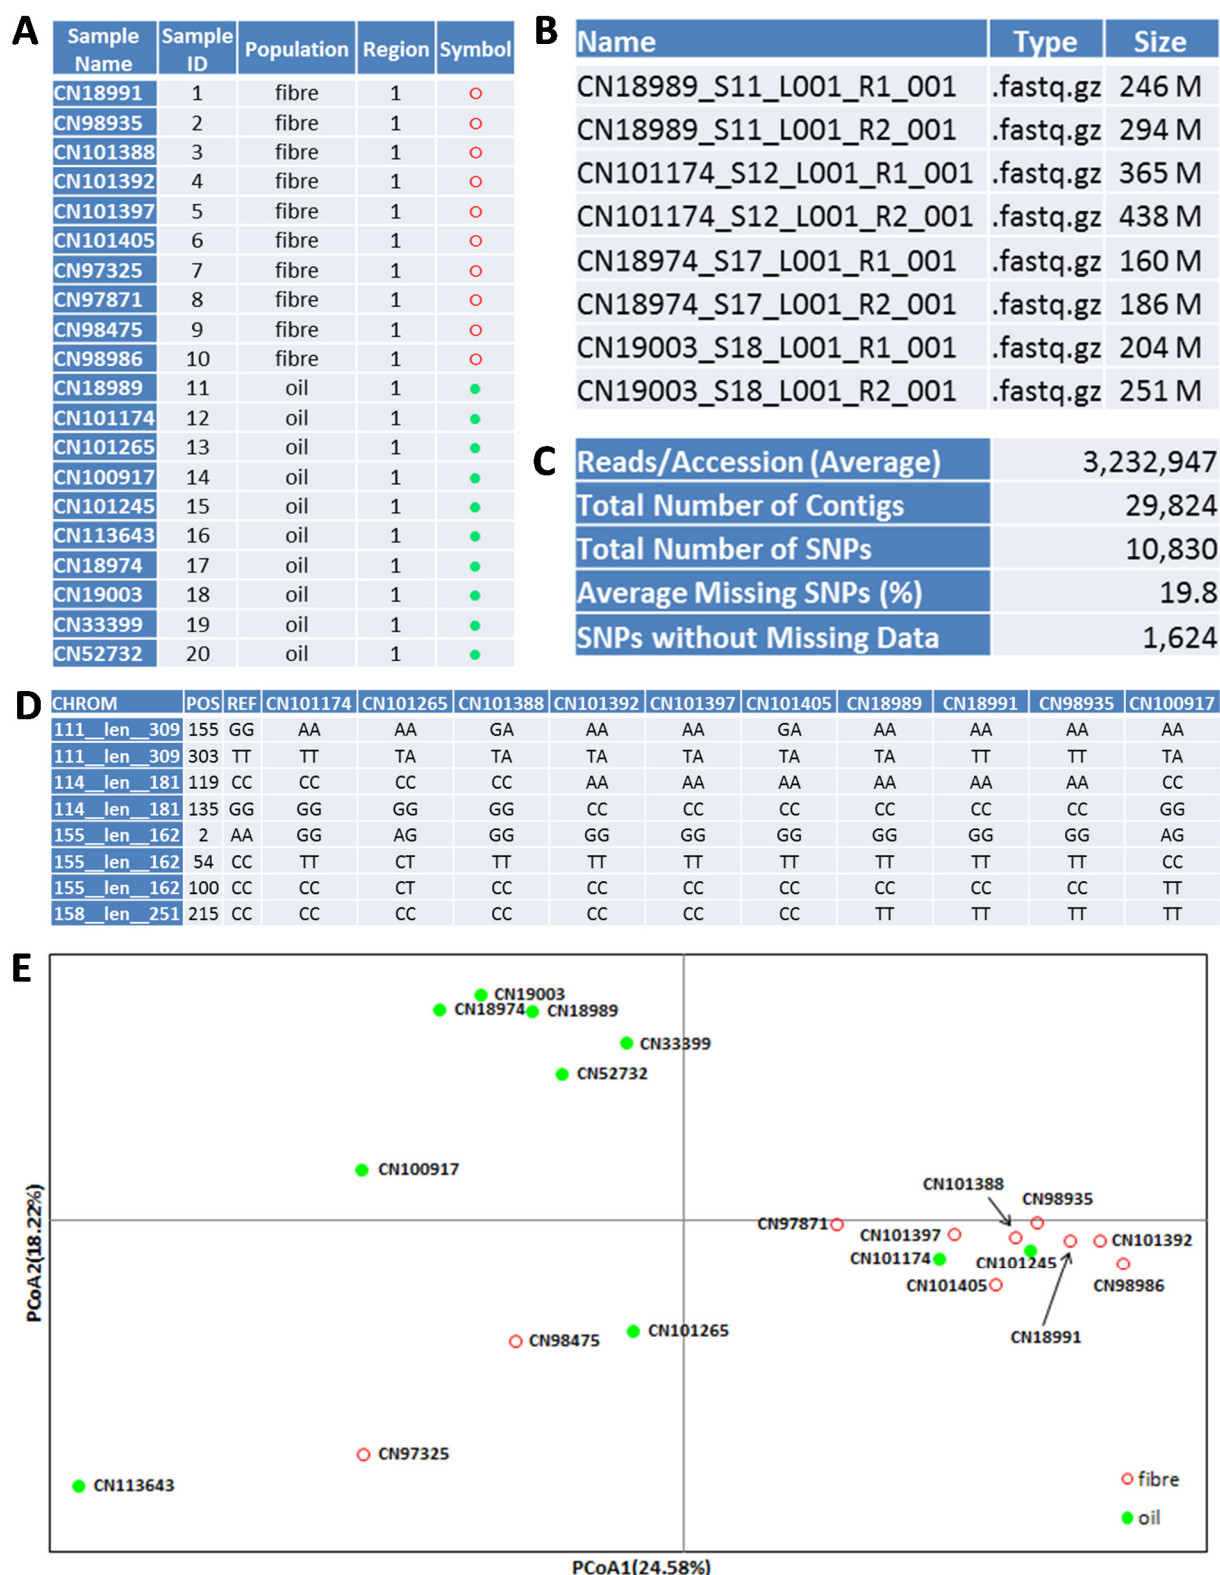 A
Sample Name Sample ID Population Region Symbol
CN18991 1 fibre 1
CN98935 2 fibre 1
CN101388 3 fibre 1
CN101392 4 fibre 1
CN101397 5 fibre 1
CN101405 6 fibre 1
CN97325 7 fibre 1
CN97871 8 fibre 1
CN98475 9 fibre 1
CN98986 10 fibre 1
CN18989 11 oil 1
CN101174 12 oil 1
CN101265 13 oil 1
CN100917 14 oil 1
CN101245 15 oil 1
CN113643 16 oil 1
CN18974 17 oil 1
CN19003 18 oil 1
CN33399 19 oil 1
CN52732 20 oil 1
B
Name Type Size
CN18989_S11_L001_R1_001 .fastq.gz 246 M
CN18989_S11_L001_R2_001 .fastq.gz 294 M
CN101174_S12_L001_R1_001 .fastq.gz 365 M
CN101174_S12_L001_R2_001 .fastq.gz 438 M
CN18974_S17_L001_R1_001 .fastq.gz 160 M
CN18974_S17_L001_R2_001 .fastq.gz 186 M
CN19003_S18_L001_R1_001 .fastq.gz 204 M
CN19003_S18_L001_R2_001 .fastq.gz 251 M
C
Reads/Accession (Average) 3,232,947
Total Number of Contigs 29,824
Total Number of SNPs 10,830
Average Missing SNPs (%) 19.8
SNPs without Missing Data 1,624
D
CHROM POS REF CN101174 CN101265 CN101388 CN101392 CN101397 CN101405 CN18989 CN18991 CN98935 CN100917
111__len__309 155 GG AA AA GA AA AA GA AA AA AA AA
111__len__309 303 TT TT TA TA TA TA TA TA TT TT TA
114__len__181 119 CC CC CC CC AA AA AA AA AA AA CC
114__len__181 135 GG GG GG GG CC CC CC CC CC CC GG
155__len__162 2 AA GG AG GG GG GG GG GG GG GG AG
155__len__162 54 CC TT CT TT TT TT TT TT TT TT CC
155__len__162 100 CC CC CT CC CC CC CC CC CC CC TT
158__len__251 215 CC CC CC CC CC CC CC TT TT TT TT
E
CN19003
CN18974 CN18989
CN33399
CN52732
CN100917
CN101388
CN98935
CN97871
CN101397
CN101392
CN101174
CN101245
CN101405
CN98986
CN18991
CN101265
CN98475
CN97325
CN113643
fibre
oil
PCoA2(18.22%)
PCoA1(24.58%)